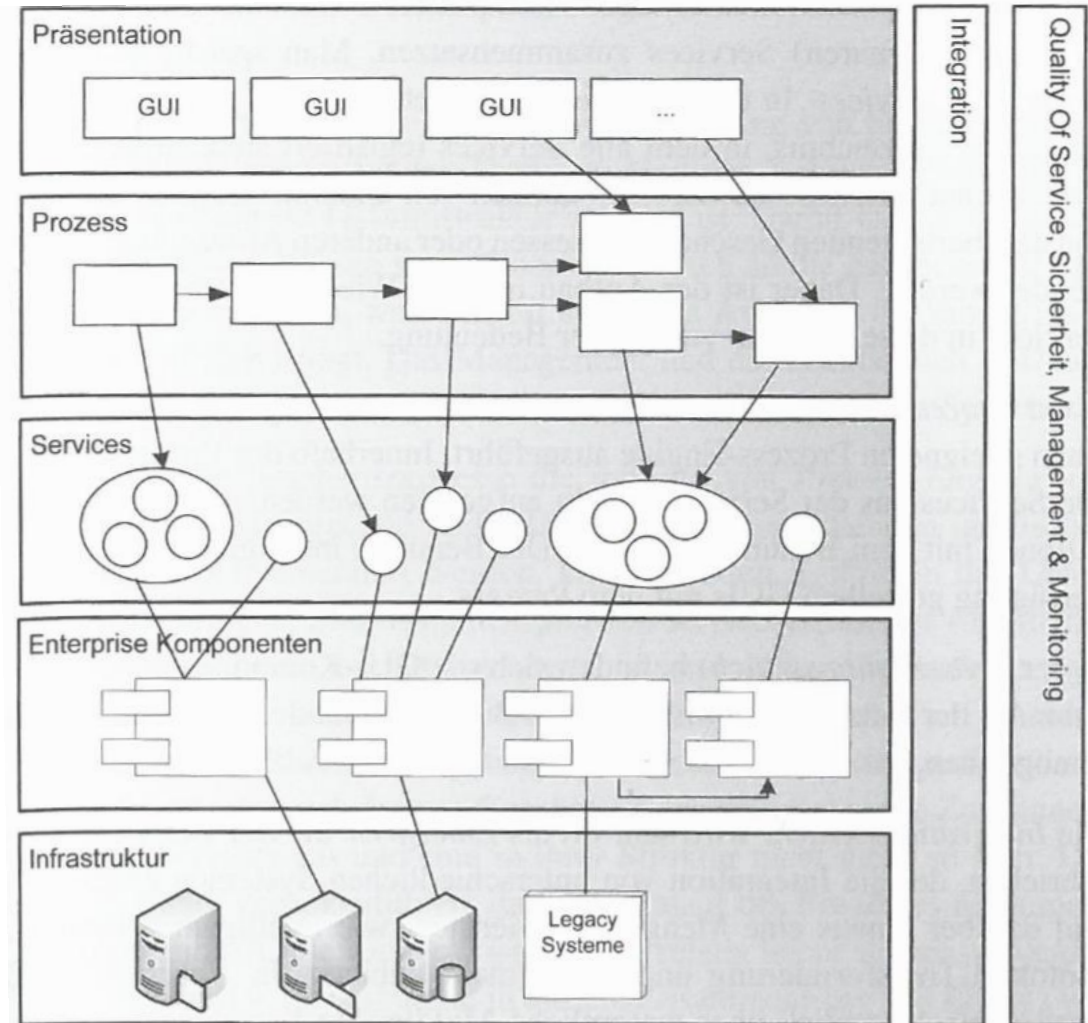 Präsentation
GUI
GUI
GUI
...
Prozess
Services
Enterprise Komponenten
Infrastruktur
Legacy
Systeme
Integration
Quality Of Service, Sicherheit, Management & Monitoring